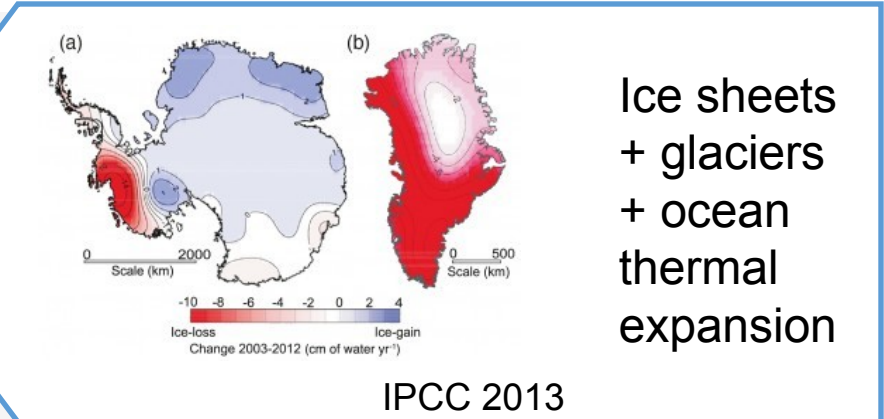 (a)
(b)
0 2000
Scale (km)
0 500
Scale (km)
-10 -8 -6 -4 -2 0 2 4
Ice-loss Ice-gain
Change 2003-2012 (cm of water yr⁻¹)
Ice sheets
+ glaciers
+ ocean
thermal
expansion
IPCC 2013